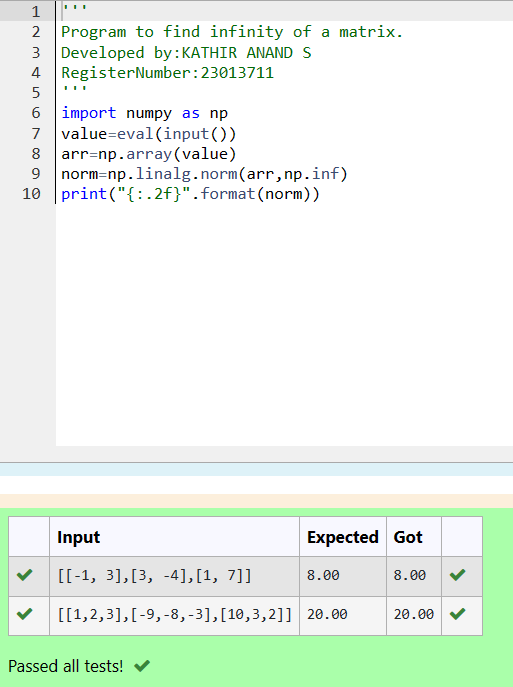 1 '''
2 Program to find infinity of a matrix.
3 Developed by:KATHIR ANAND S
4 RegisterNumber:23013711
5 '''
6 import numpy as np
7 value=eval(input())
8 arr=np.array(value)
9 norm=np.linalg.norm(arr,np.inf)
10 print("{:.2f}".format(norm))
Input Expected Got
[[-1, 3],[3, -4],[1, 7]] 8.00 8.00
[[1,2,3],[-9,-8,-3],[10,3,2]] 20.00 20.00
Passed all tests!